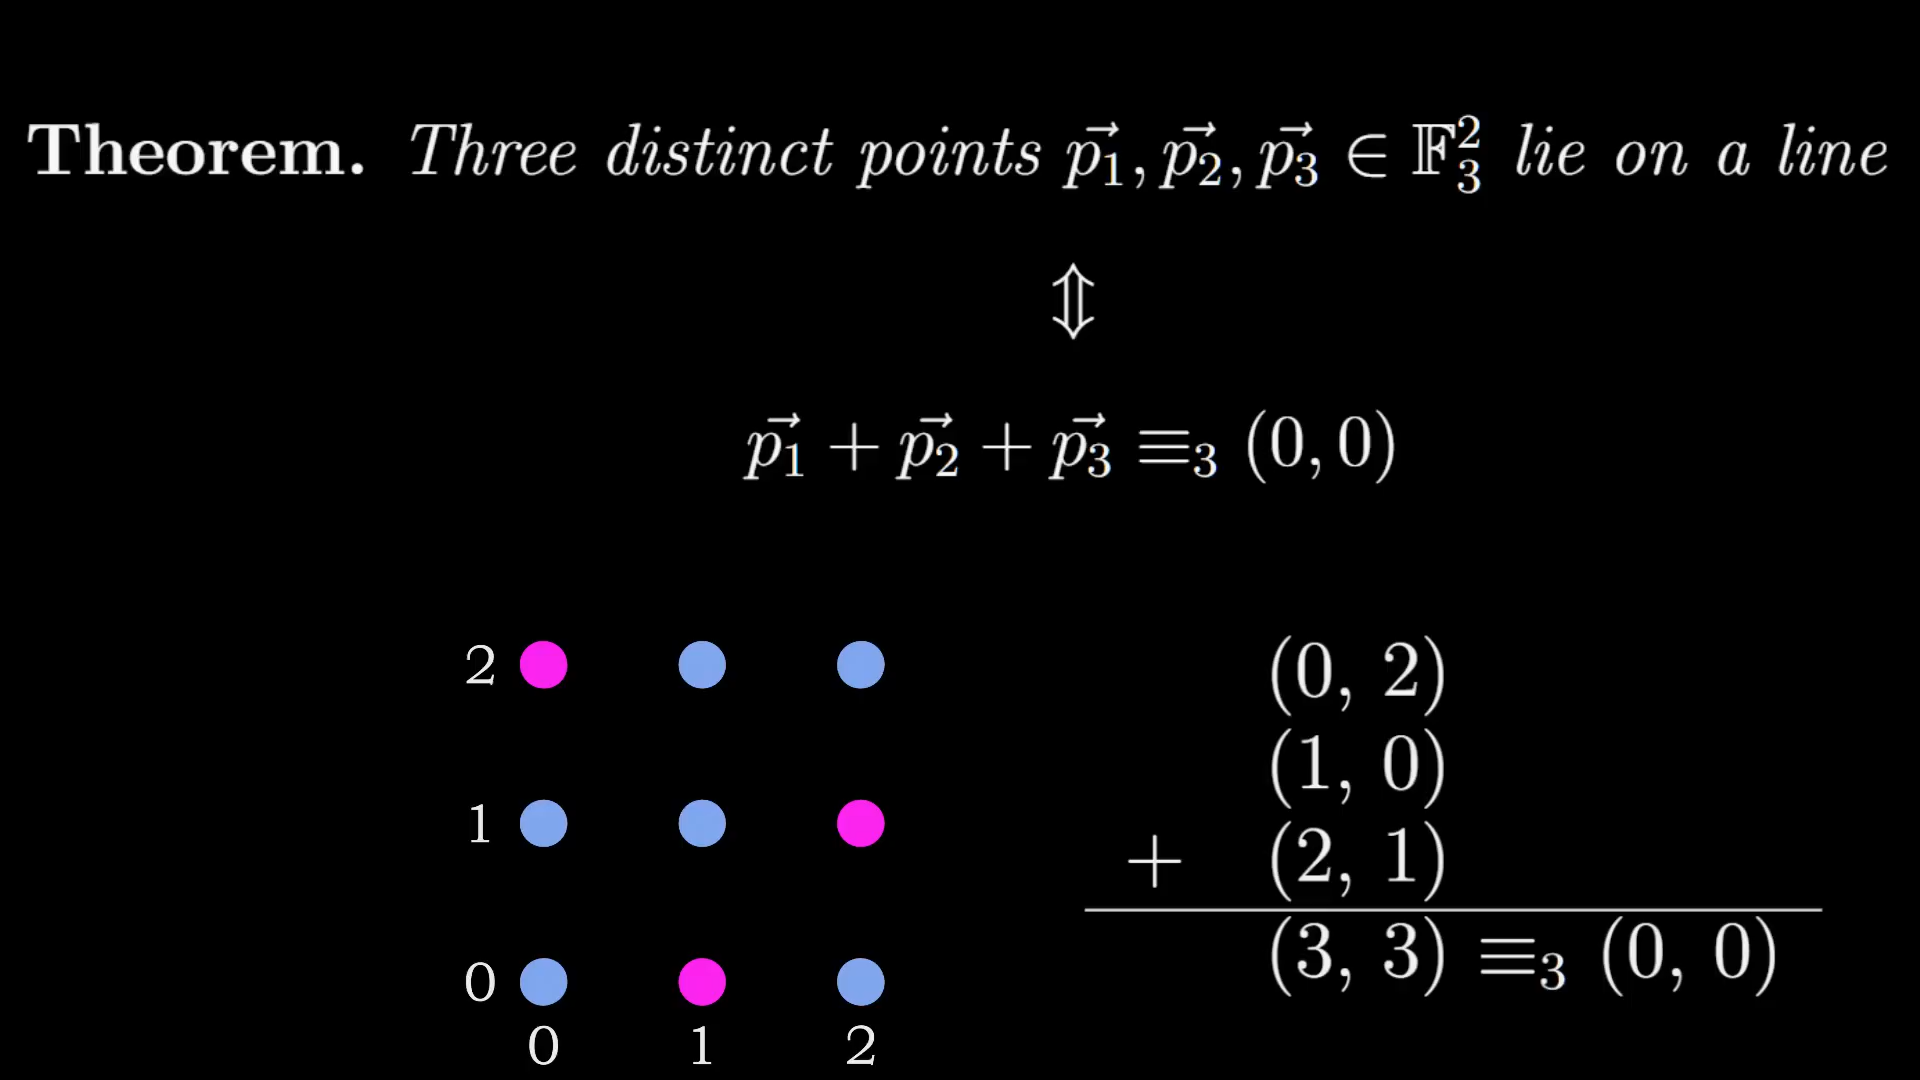 Theorem. Three distinct points p⃗₁, p⃗₂, p⃗₃ ∈ 𝔽₃² lie on a line
⇕
p⃗₁ + p⃗₂ + p⃗₃ ≡₃ (0, 0)
2
1
0
0 1 2
(0, 2)
(1, 0)
+ (2, 1)
(3, 3) ≡₃ (0, 0)